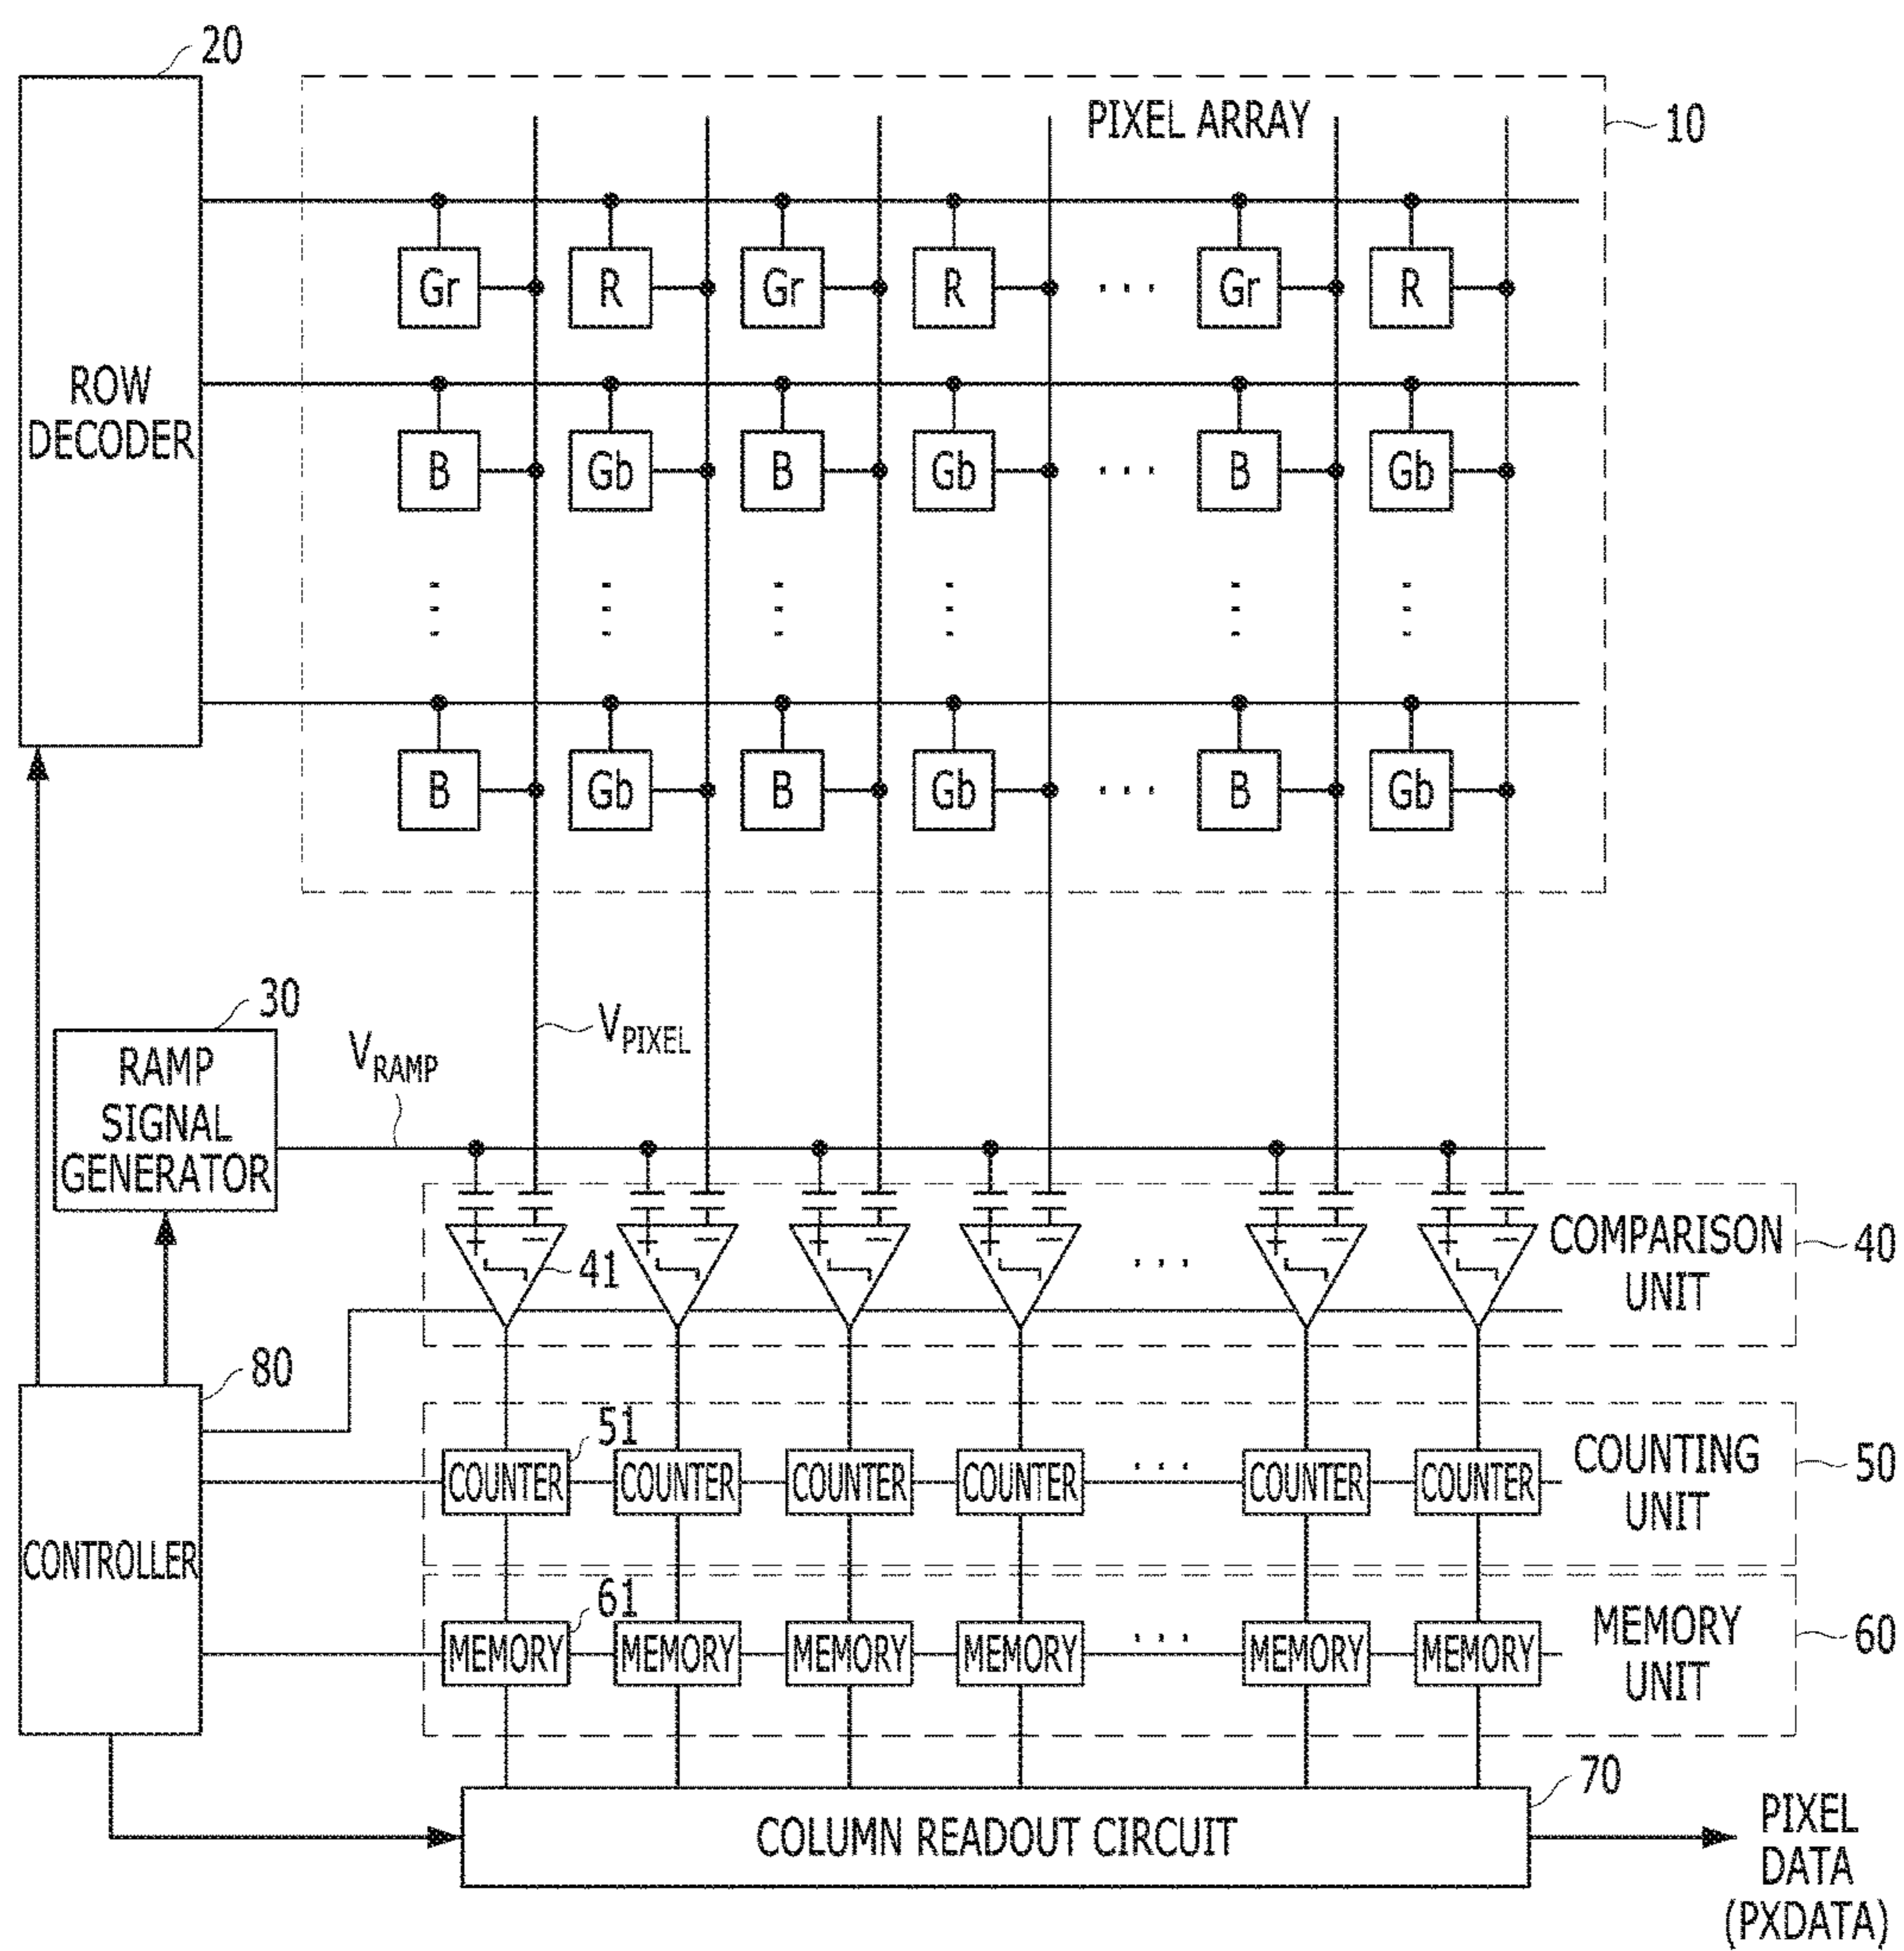 20
PIXEL ARRAY
10
Gr R Gr R ... Gr R
ROW
DECODER
B Gb B Gb ... B Gb
B Gb B Gb ... B Gb
30
RAMP
SIGNAL
GENERATOR
VRAMP
VPIXEL
+ − + − + − + − ... + − + −
41
COMPARISON
UNIT
40
80
CONTROLLER
51
COUNTER COUNTER COUNTER COUNTER ... COUNTER COUNTER
COUNTING
UNIT
50
61
MEMORY MEMORY MEMORY MEMORY ... MEMORY MEMORY
MEMORY
UNIT
60
70
COLUMN READOUT CIRCUIT
PIXEL
DATA
(PXDATA)